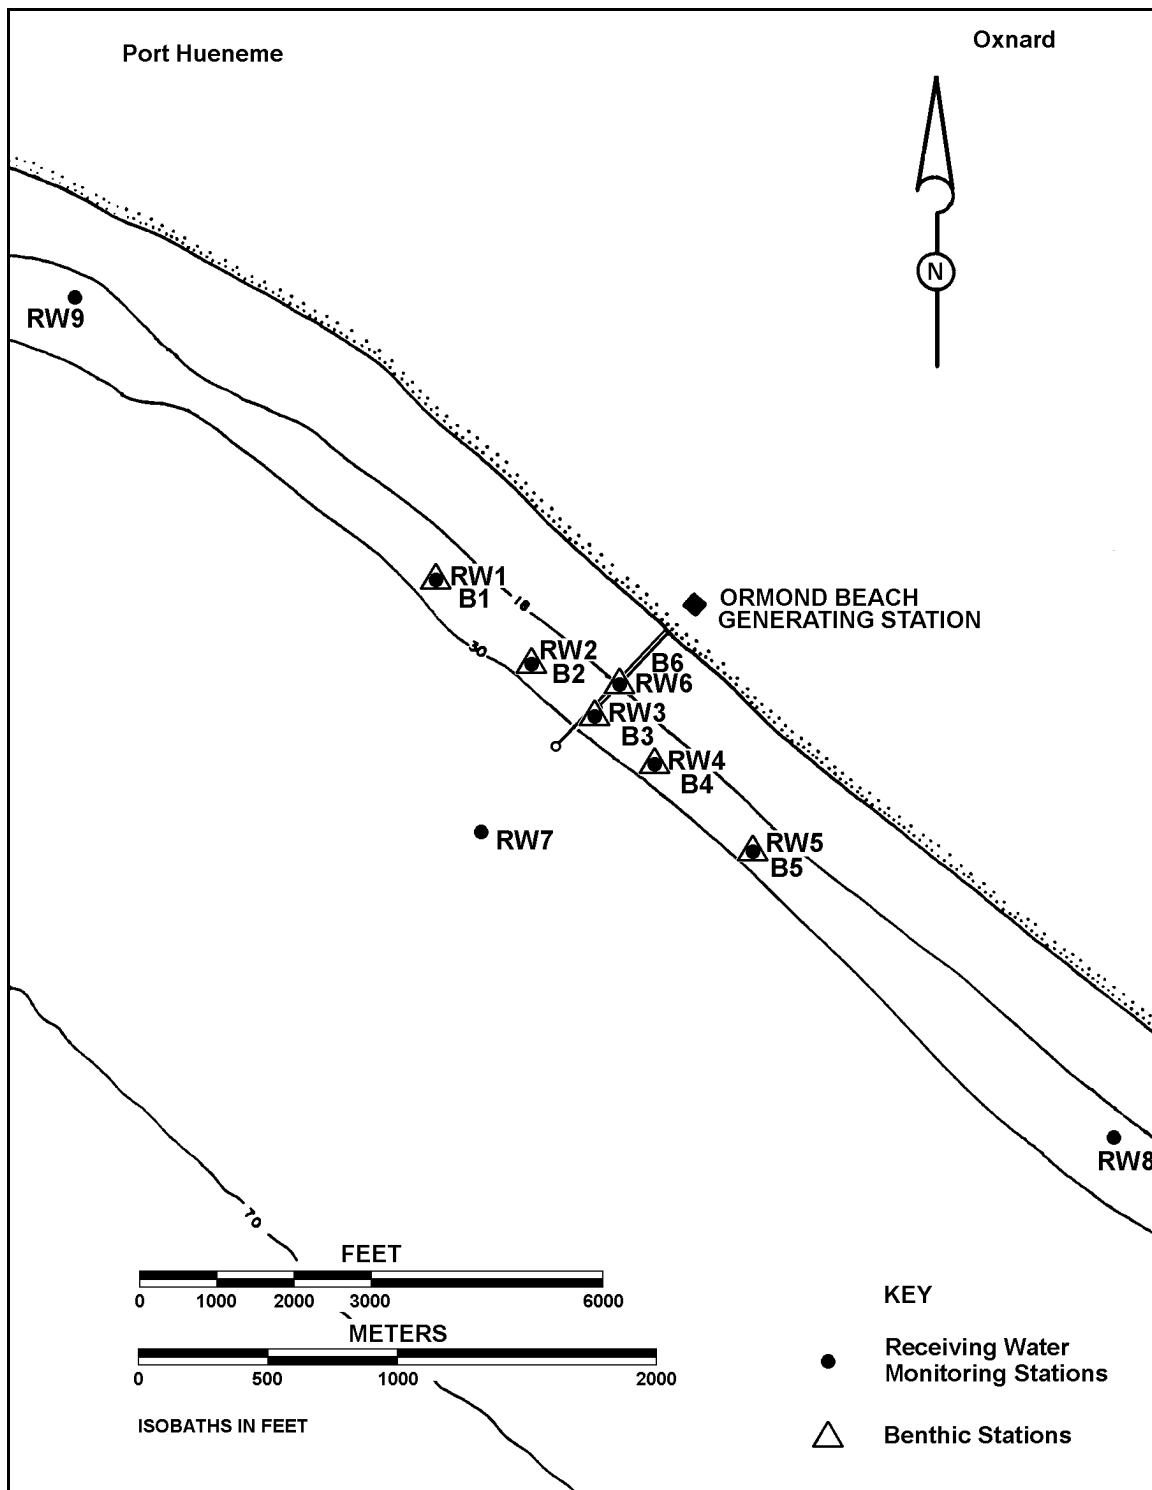 Port Hueneme
Oxnard
N
RW9
RW1
B1
18
ORMOND BEACH
GENERATING STATION
30
RW2
B2
B6
RW6
RW3
B3
RW4
B4
RW7
RW5
B5
RW8
70
FEET
0 1000 2000 3000 6000
METERS
0 500 1000 2000
ISOBATHS IN FEET
KEY
Receiving Water
Monitoring Stations
Benthic Stations